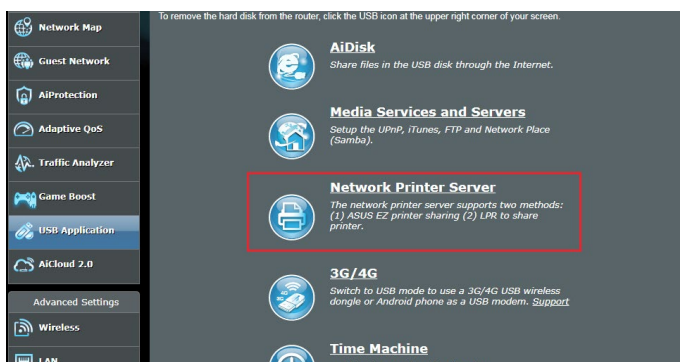 To remove the hard disk from the router, click the USB icon at the upper right corner of your screen.
Network Map
Guest Network
AiProtection
Adaptive QoS
Traffic Analyzer
Game Boost
USB Application
AiCloud 2.0
Advanced Settings
Wireless
LAN
AiDisk
Share files in the USB disk through the Internet.
Media Services and Servers
Setup the UPnP, iTunes, FTP and Network Place
(Samba).
Network Printer Server
The network printer server supports two methods:
(1) ASUS EZ printer sharing (2) LPR to share
printer.
3G/4G
Switch to USB mode to use a 3G/4G USB wireless
dongle or Android phone as a USB modem. Support
Time Machine